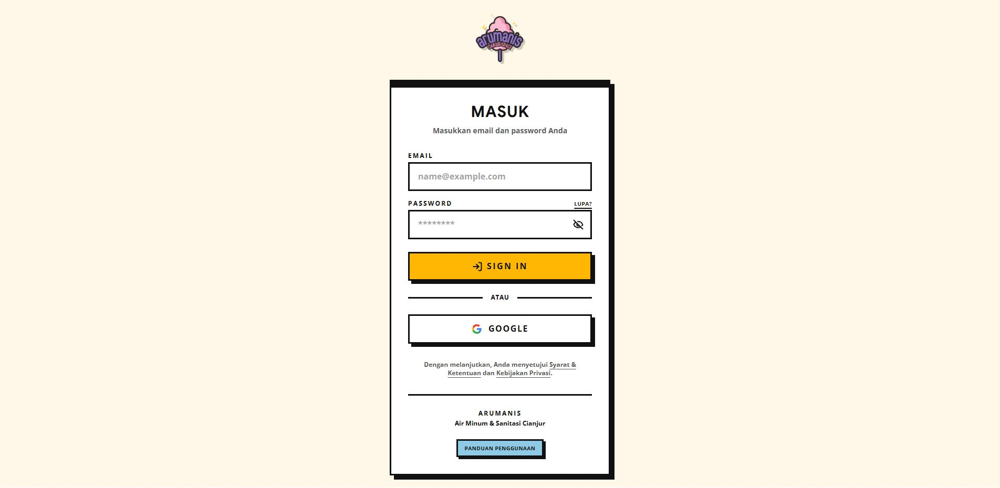 arumanis
CIANJUR SPACE
MASUK
Masukkan email dan password Anda
EMAIL
name@example.com
PASSWORD
LUPA?
********
SIGN IN
ATAU
GOOGLE
Dengan melanjutkan, Anda menyetujui Syarat &
Ketentuan dan Kebijakan Privasi.
ARUMANIS
Air Minum & Sanitasi Cianjur
PANDUAN PENGGUNAAN